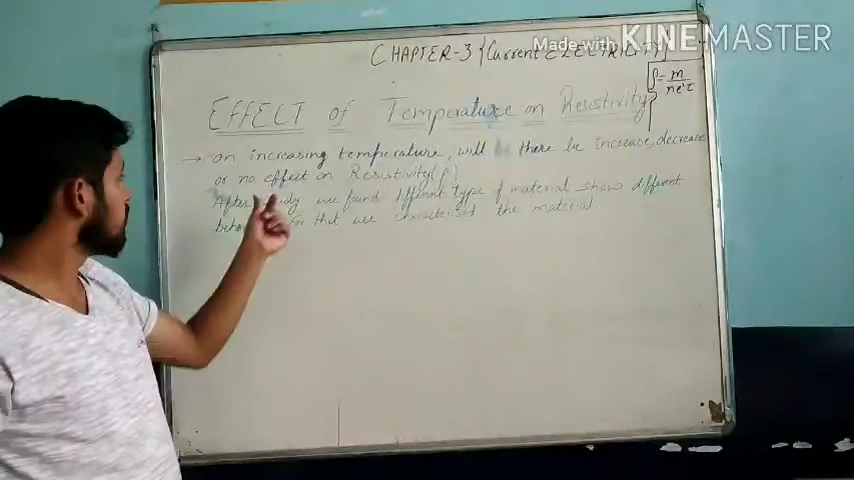 Made with KINEMASTER
CHAPTER-3 {Current ELECTRICITY}
ρ = m / ne²τ
EFFECT of Temperature on Resistivity
→ on increasing temperature, will there be increase, decrease
or no effect on Resistivity(ρ)
After study we found different type of material shows different
beha for that we characterised the material